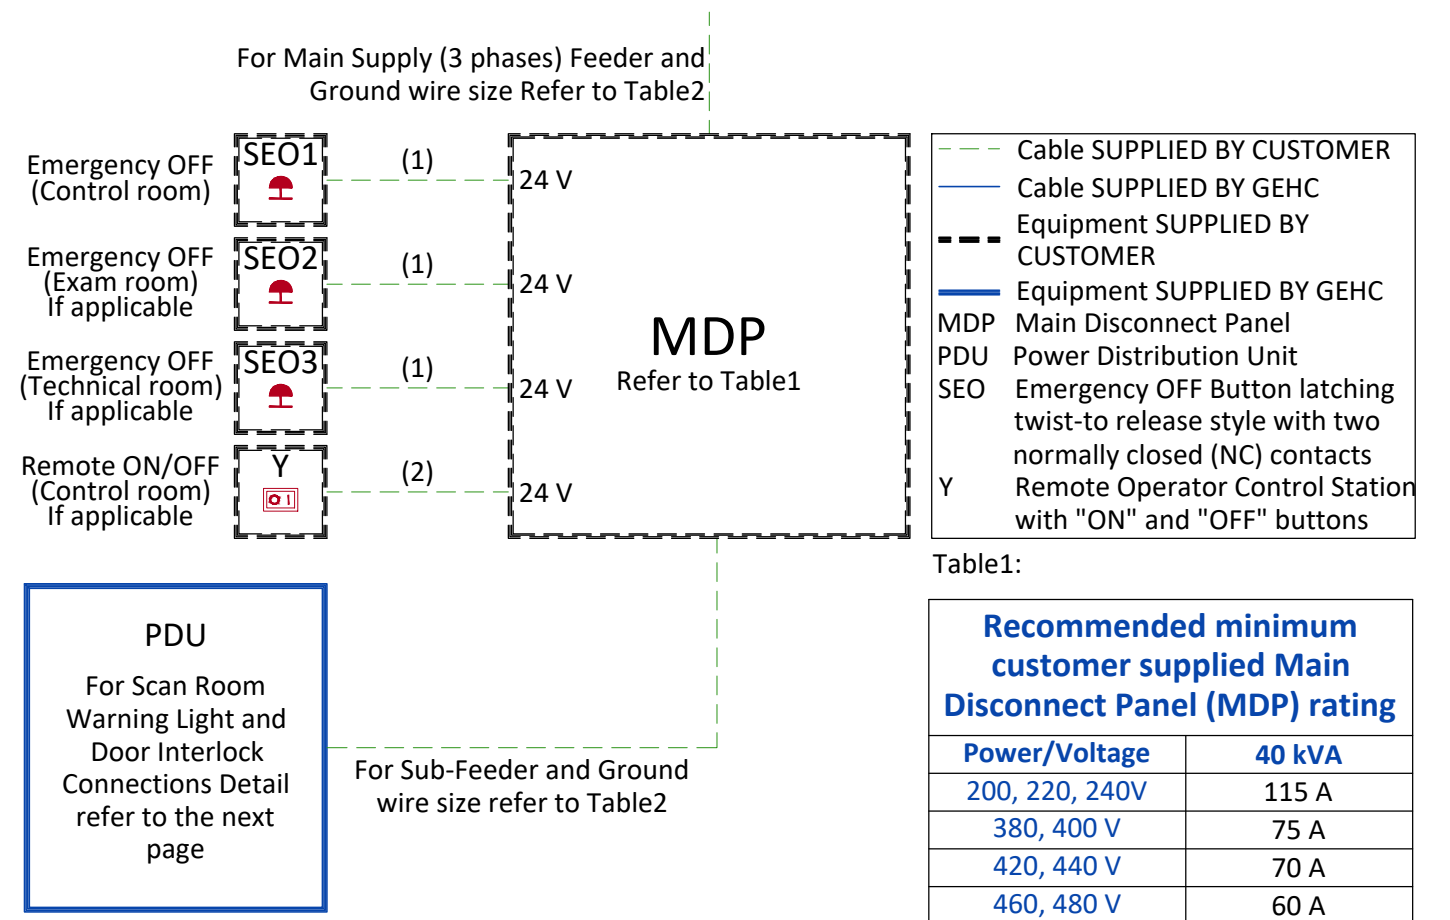 For Main Supply (3 phases) Feeder and
Ground wire size Refer to Table2
Emergency OFF
(Control room)
SEO1
(1)
24 V
Emergency OFF
(Exam room)
If applicable
SEO2
(1)
24 V
Emergency OFF
(Technical room)
If applicable
SEO3
(1)
24 V
Remote ON/OFF
(Control room)
If applicable
Y
(2)
24 V
MDP
Refer to Table1
Cable SUPPLIED BY CUSTOMER
Cable SUPPLIED BY GEHC
Equipment SUPPLIED BY
CUSTOMER
Equipment SUPPLIED BY GEHC
MDP Main Disconnect Panel
PDU Power Distribution Unit
SEO Emergency OFF Button latching
twist-to release style with two
normally closed (NC) contacts
Y Remote Operator Control Station
with "ON" and "OFF" buttons
PDU
For Scan Room
Warning Light and
Door Interlock
Connections Detail
refer to the next
page
For Sub-Feeder and Ground
wire size refer to Table2
Table1:
Recommended minimum
customer supplied Main
Disconnect Panel (MDP) rating
Power/Voltage 40 kVA
200, 220, 240V 115 A
380, 400 V 75 A
420, 440 V 70 A
460, 480 V 60 A